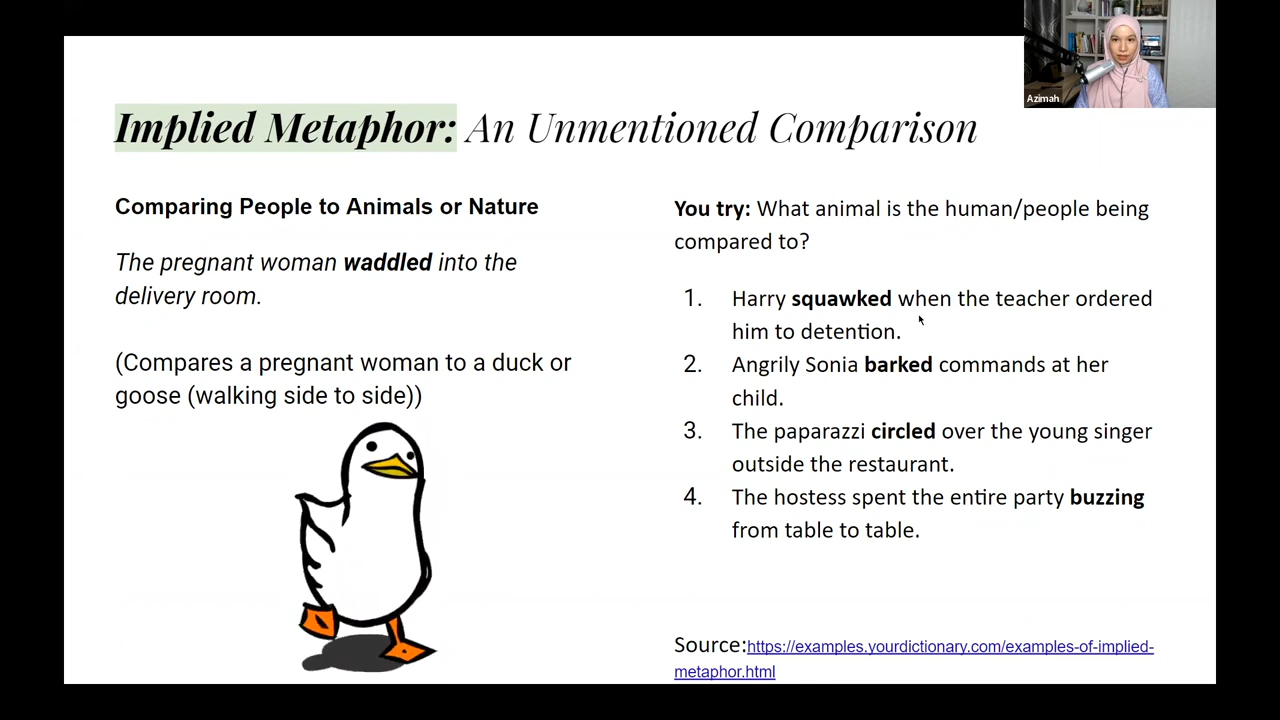 Azimah
Implied Metaphor: An Unmentioned Comparison
Comparing People to Animals or Nature
The pregnant woman waddled into the
delivery room.
(Compares a pregnant woman to a duck or
goose (walking side to side))
You try: What animal is the human/people being
compared to?
1. Harry squawked when the teacher ordered
him to detention.
2. Angrily Sonia barked commands at her
child.
3. The paparazzi circled over the young singer
outside the restaurant.
4. The hostess spent the entire party buzzing
from table to table.
Source:https://examples.yourdictionary.com/examples-of-implied-
metaphor.html